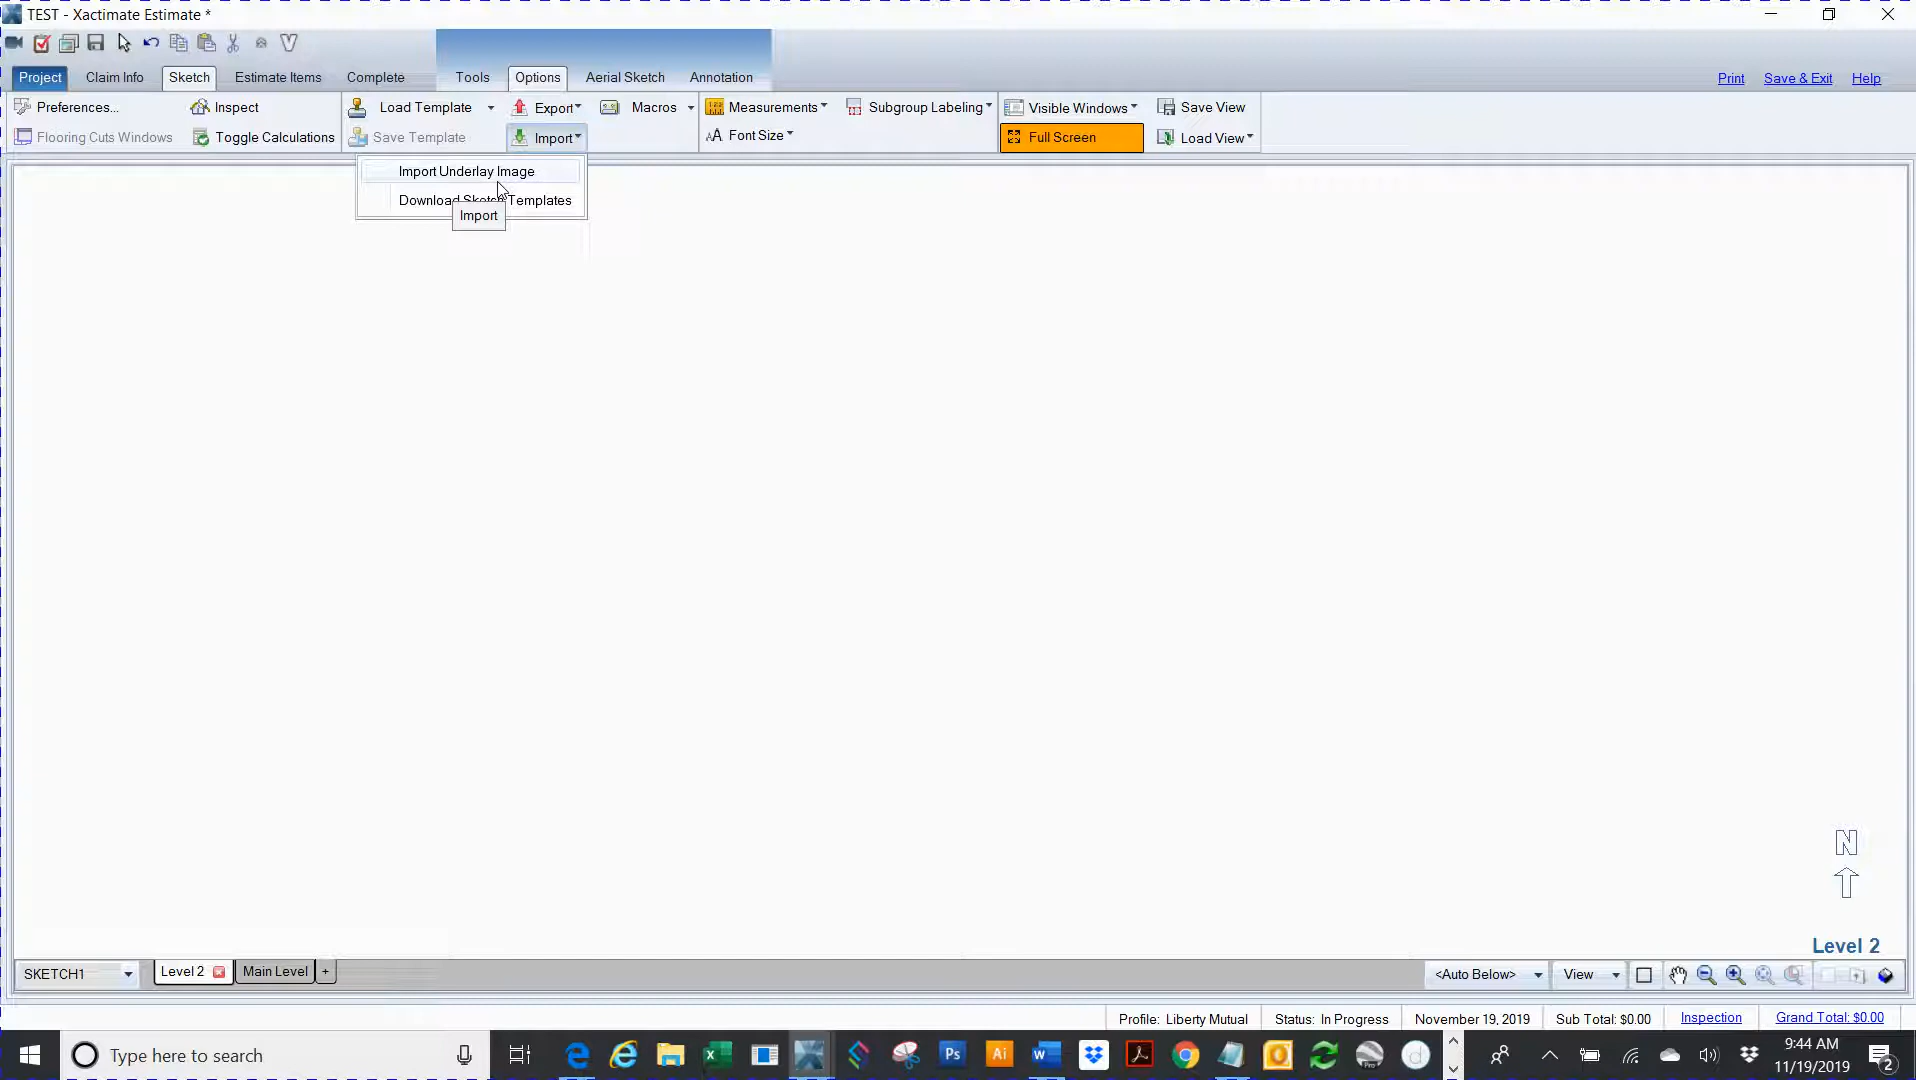 TEST - Xactimate Estimate *
Project Claim Info Sketch Estimate Items Complete Tools Options Aerial Sketch Annotation Print Save & Exit Help
Preferences... Inspect Load Template Export Macros Measurements Subgroup Labeling Visible Windows Save View
Flooring Cuts Windows Toggle Calculations Save Template Import Font Size Full Screen Load View
Import Underlay Image
Download Sketch Templates
Import
N
Level 2
SKETCH1 Level 2 Main Level + <Auto Below> View
Profile: Liberty Mutual Status: In Progress November 19, 2019 Sub Total: $0.00 Inspection Grand Total: $0.00
Type here to search Ps Ai 9:44 AM
11/19/2019 2